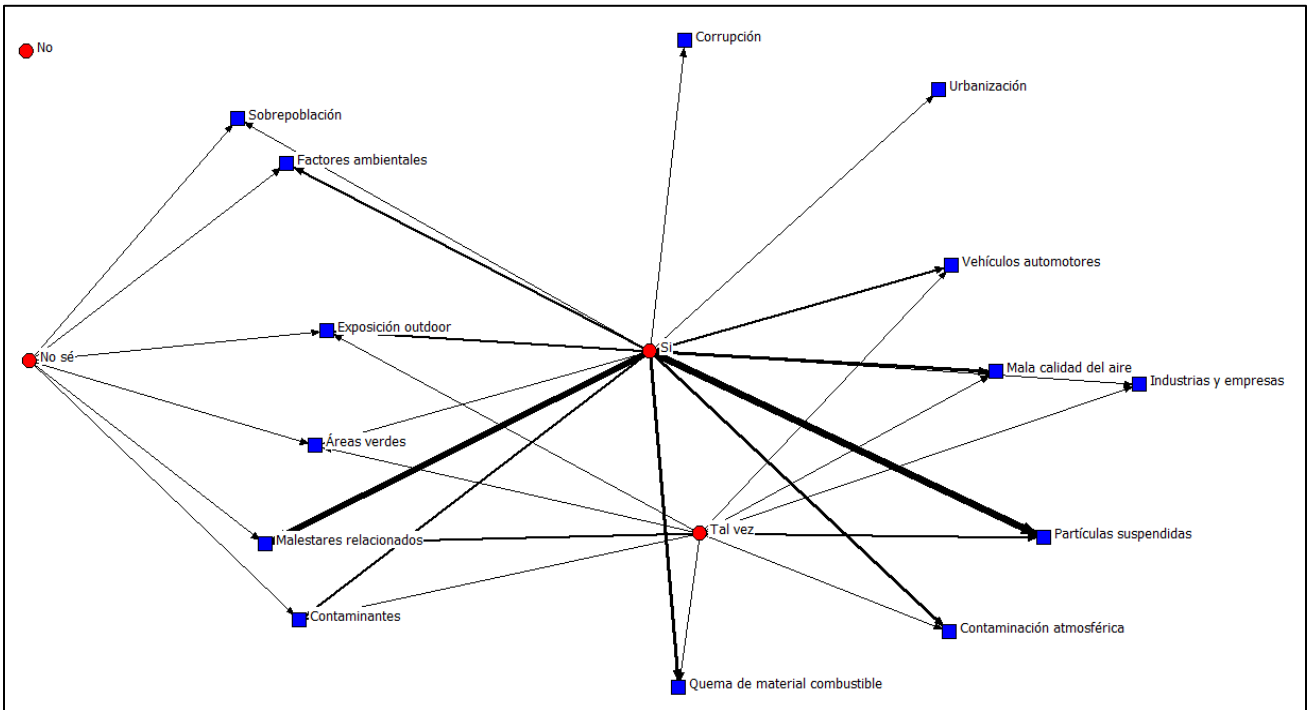 No
Corrupción
Urbanización
Sobrepoblación
Factores ambientales
Vehículos automotores
Exposición outdoor
Si
No sé
Mala calidad del aire
Industrias y empresas
Áreas verdes
Tal vez
Malestares relacionados
Partículas suspendidas
Contaminantes
Contaminación atmosférica
Quema de material combustible